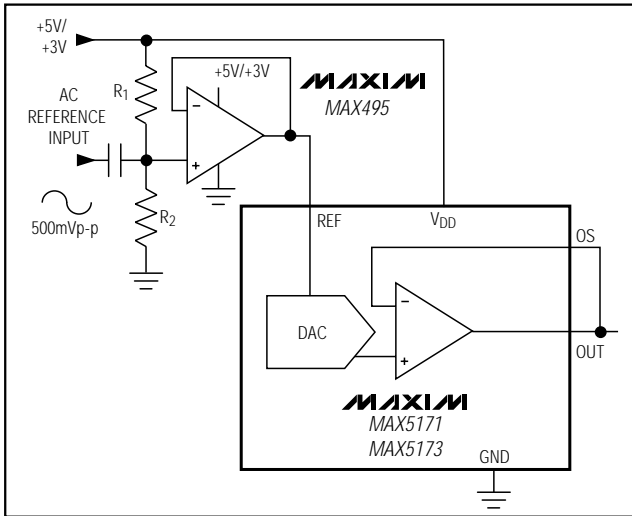 +5V/
+3V
R1
+5V/+3V
MAXIM
MAX495
AC
REFERENCE
INPUT
−
+
R2
500mVp-p
REF
VDD
OS
DAC
−
+
OUT
MAXIM
MAX5171
MAX5173
GND